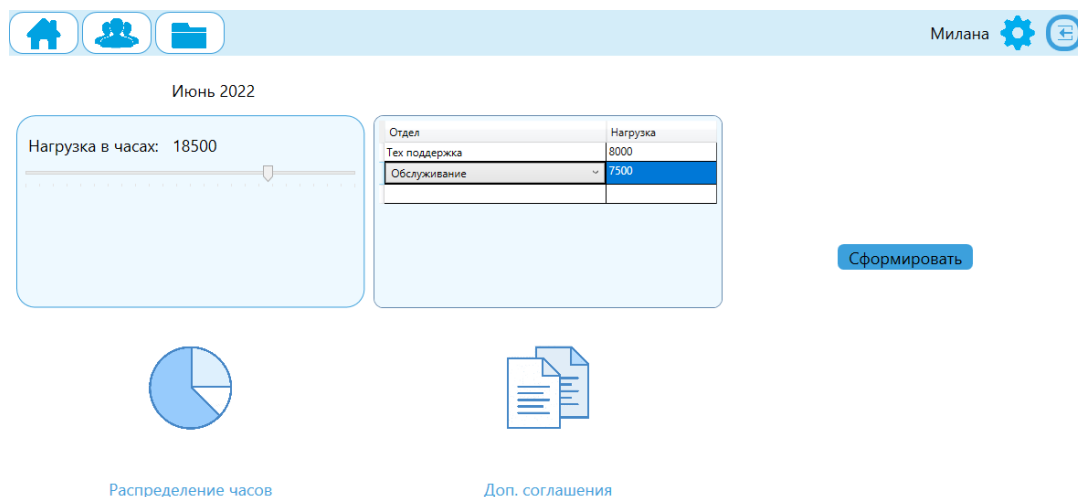 Милана
Июнь 2022
Нагрузка в часах: 18500
Отдел Нагрузка
Тех поддержка 8000
Обслуживание 7500
Сформировать
Распределение часов
Доп. соглашения